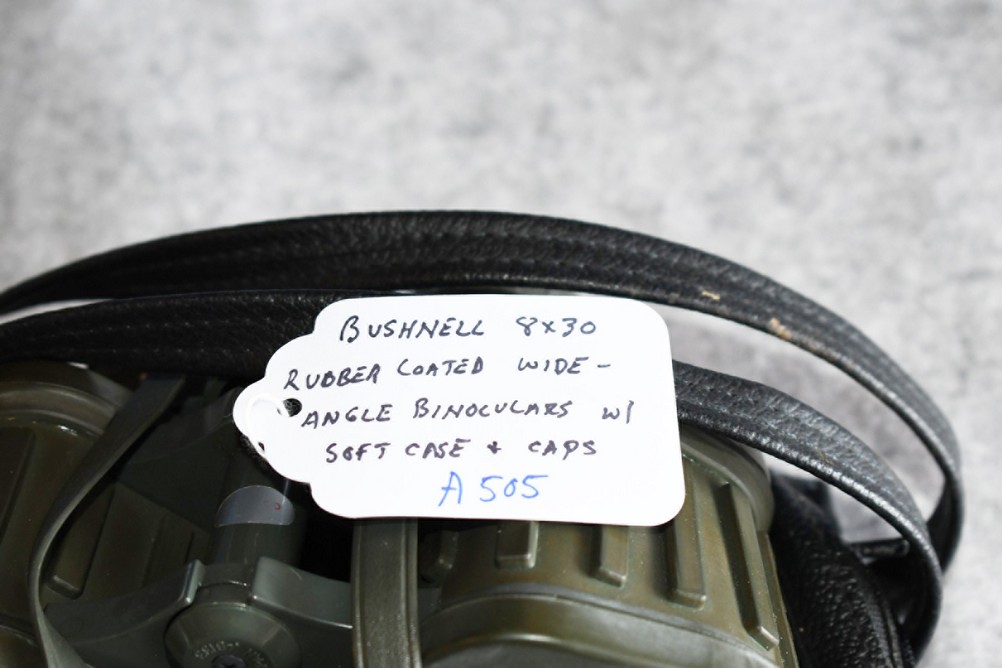 BUSHNELL 8x30
RUBBER COATED WIDE-
ANGLE BINOCULARS W/
SOFT CASE + CAPS
A505